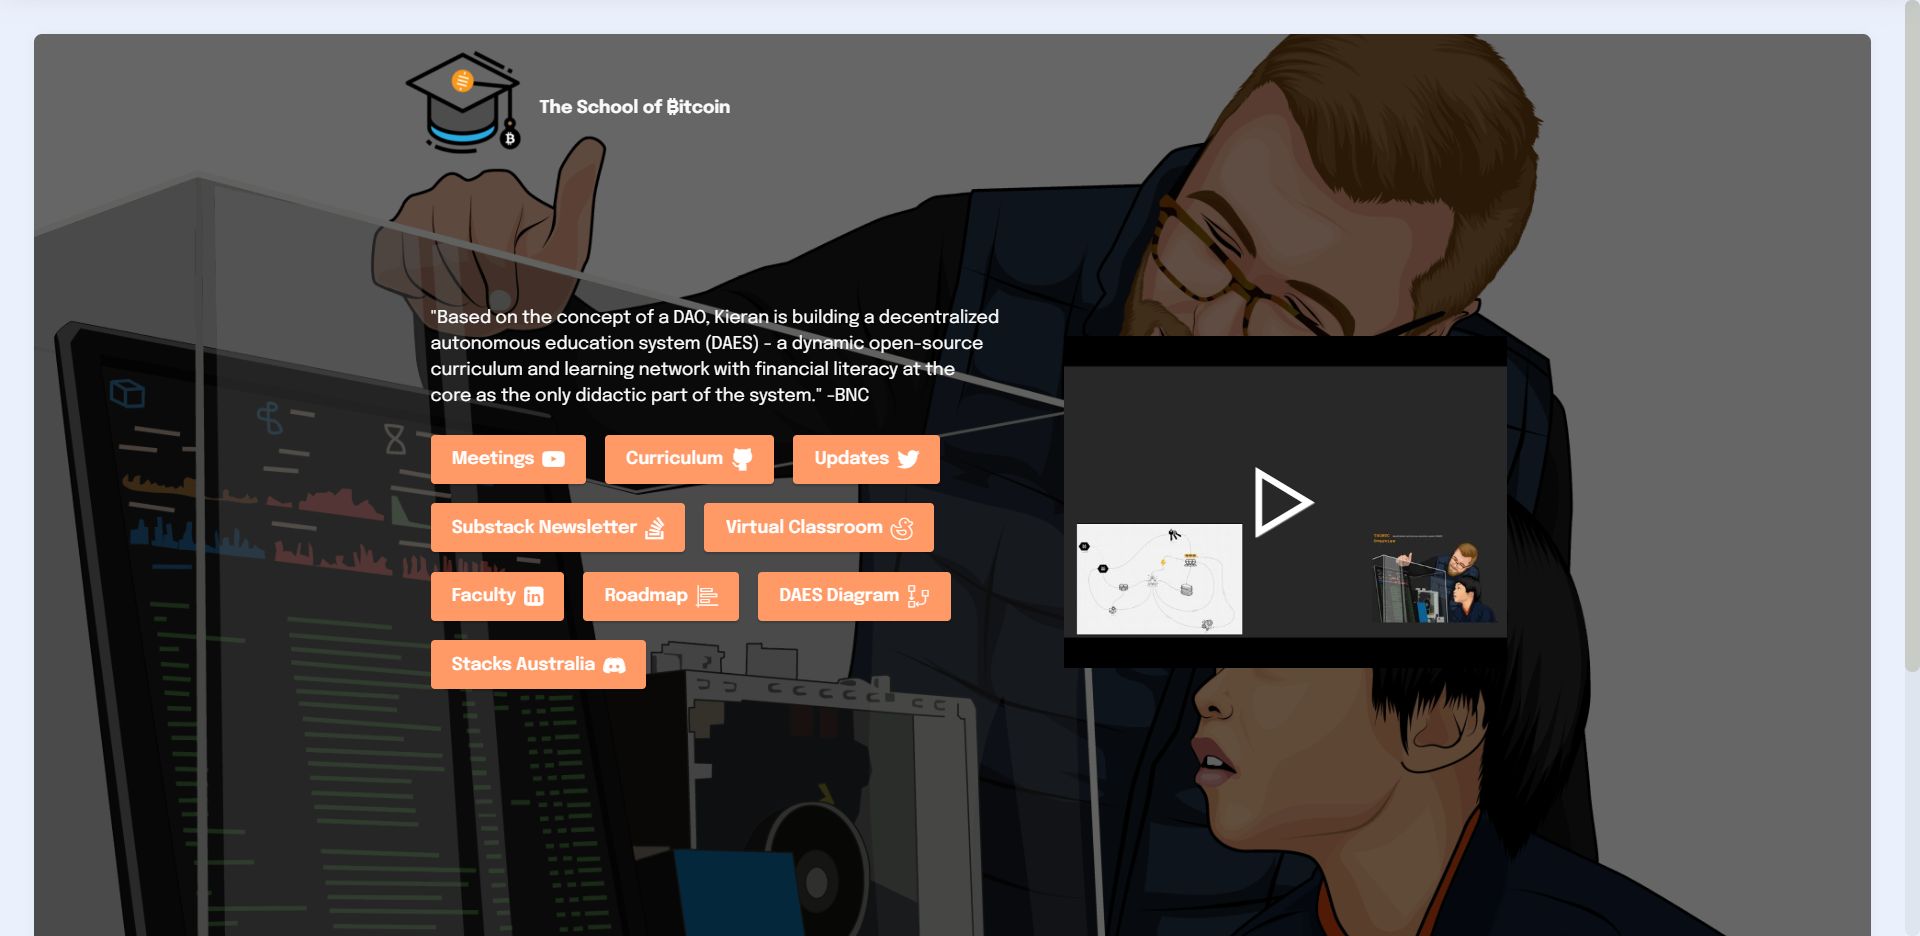 The School of ₿itcoin
"Based on the concept of a DAO, Kieran is building a decentralized
autonomous education system (DAES) - a dynamic open-source
curriculum and learning network with financial literacy at the
core as the only didactic part of the system." -BNC
Meetings
Curriculum
Updates
Substack Newsletter
Virtual Classroom
Faculty
Roadmap
DAES Diagram
Stacks Australia